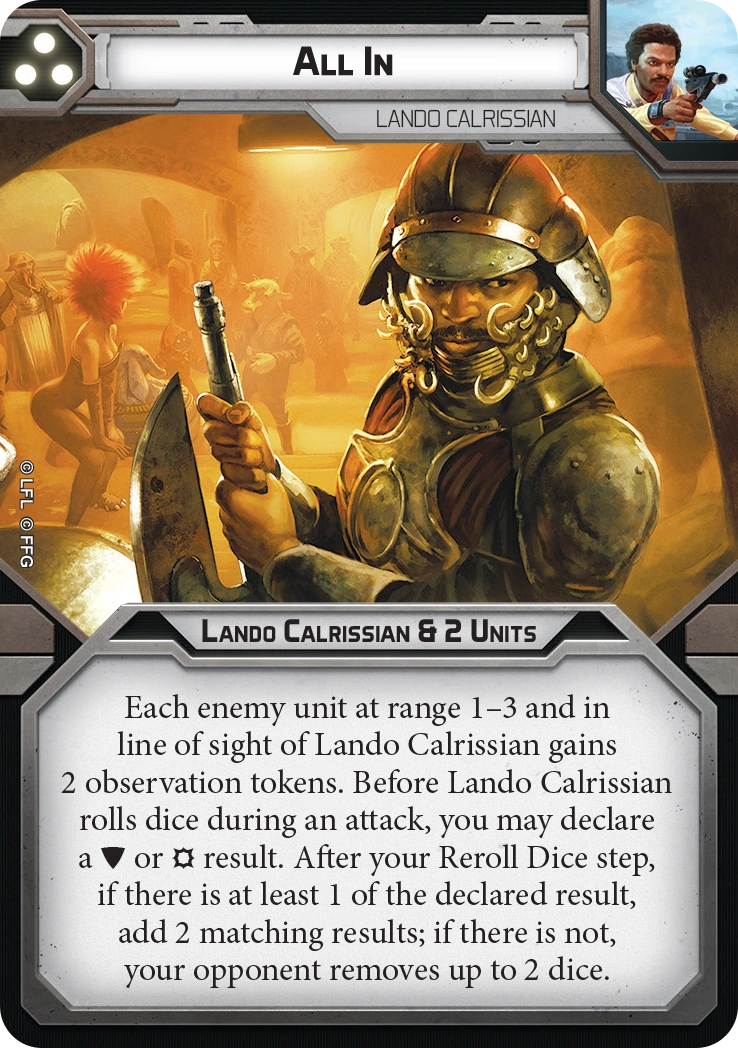 All In
LANDO CALRISSIAN
© LFL © FFG
Lando Calrissian & 2 Units
Each enemy unit at range 1–3 and in
line of sight of Lando Calrissian gains
2 observation tokens. Before Lando Calrissian
rolls dice during an attack, you may declare
a or result. After your Reroll Dice step,
if there is at least 1 of the declared result,
add 2 matching results; if there is not,
your opponent removes up to 2 dice.